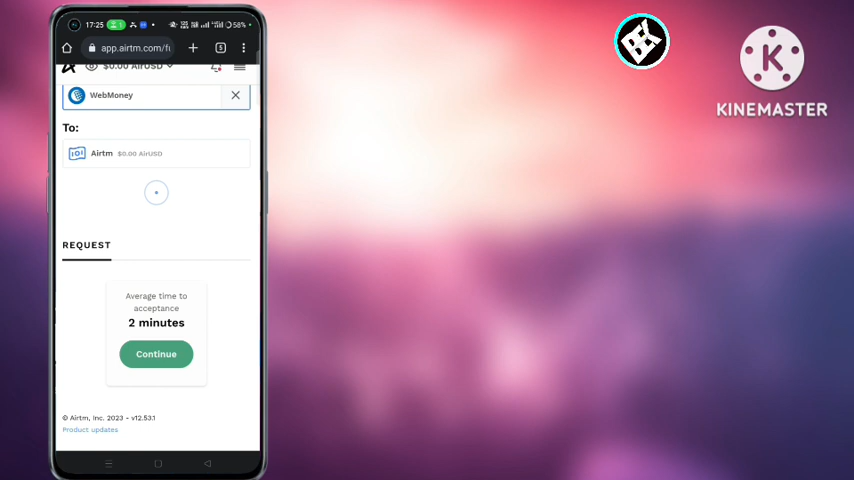 17:25
58%
app.airtm.com/f
5
$0.00 AirUSD
WebMoney
To:
Airtm $0.00 AirUSD
REQUEST
Average time to
acceptance
2 minutes
Continue
© Airtm, Inc. 2023 - v12.53.1
Product updates
K
KINEMASTER